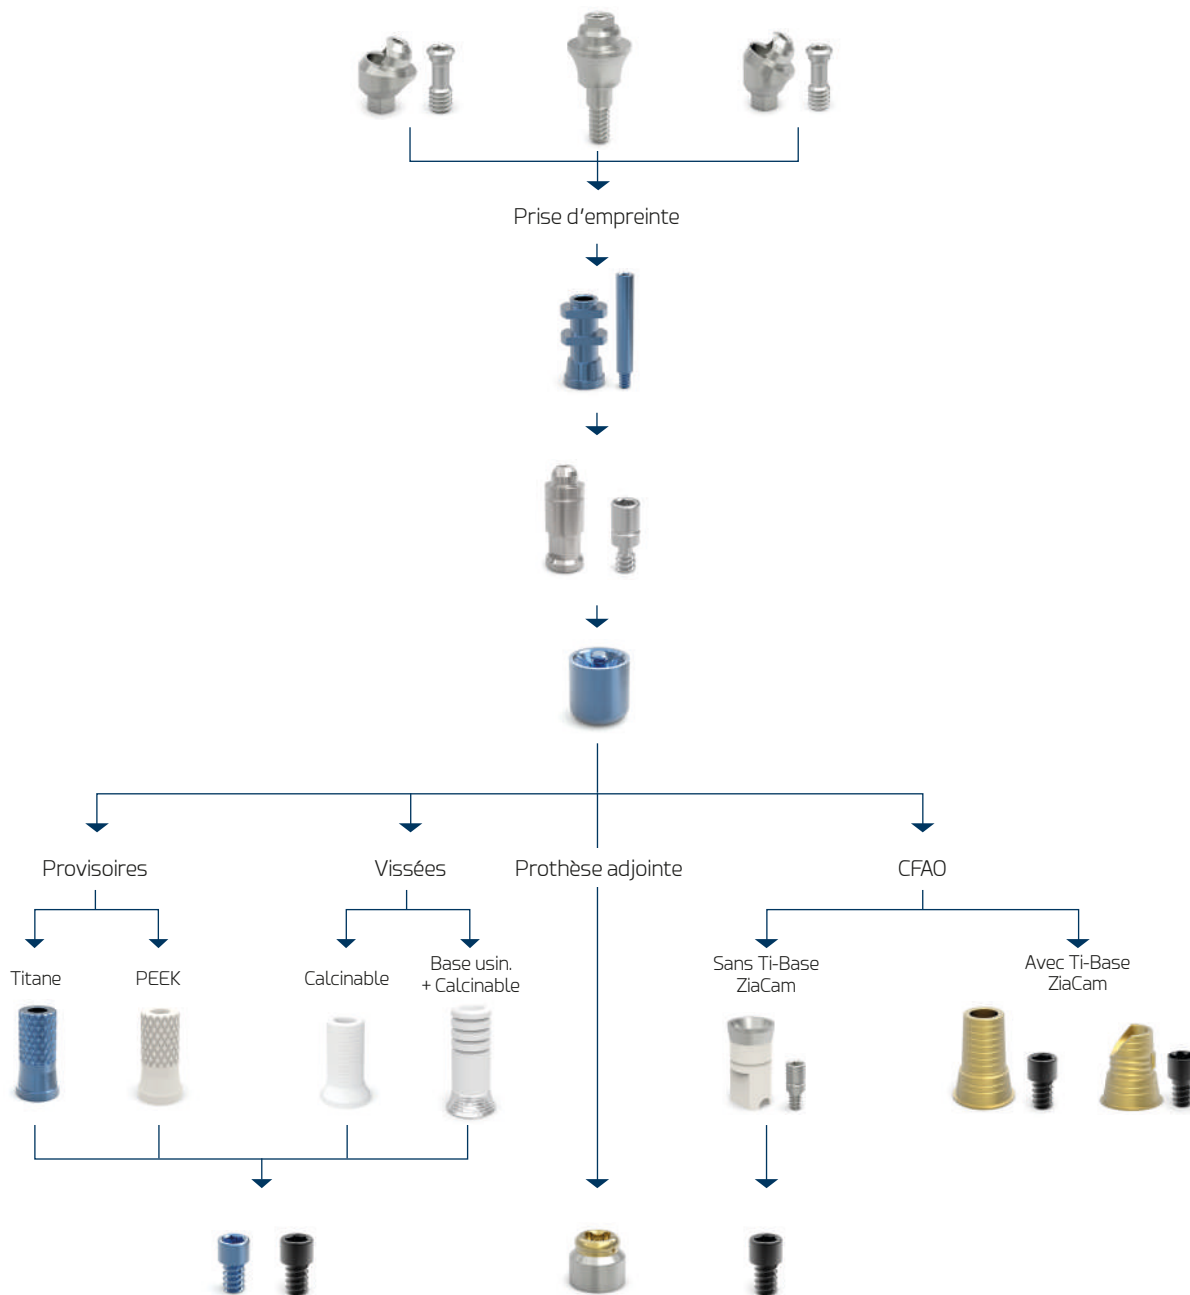 Prise d'empreinte
Provisoires
Vissées
Prothèse adjointe
CFAO
Titane
PEEK
Calcinable
Base usin.
+ Calcinable
Sans Ti-Base
ZiaCam
Avec Ti-Base
ZiaCam